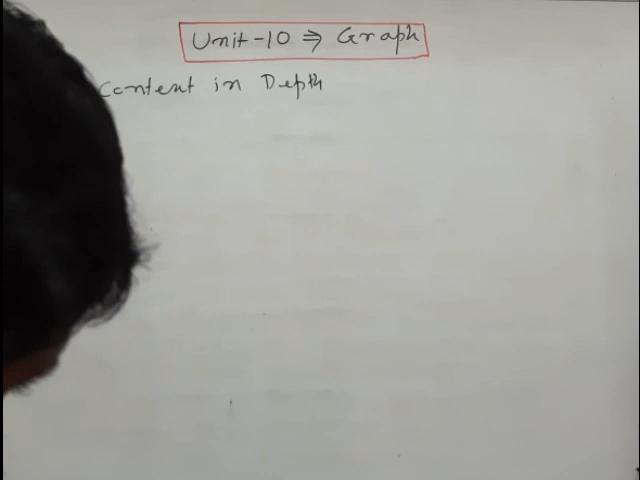 Unit-10 ⇒ Graph
Content in Depth